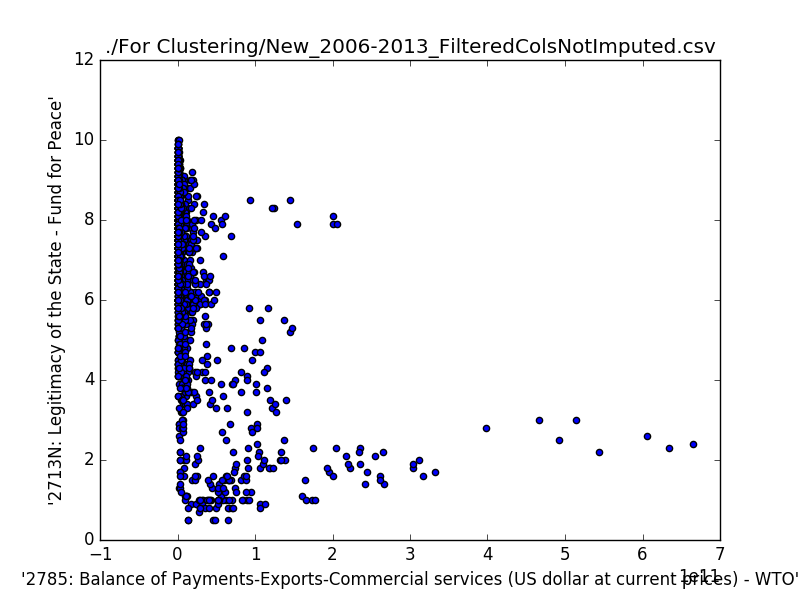 ./For Clustering/New_2006-2013_FilteredColsNotImputed.csv
12
10
8
6
4
2
0
'2713N: Legitimacy of the State - Fund for Peace'
−1 0 1 2 3 4 5 6 7
1e11
'2785: Balance of Payments-Exports-Commercial services (US dollar at current prices) - WTO'